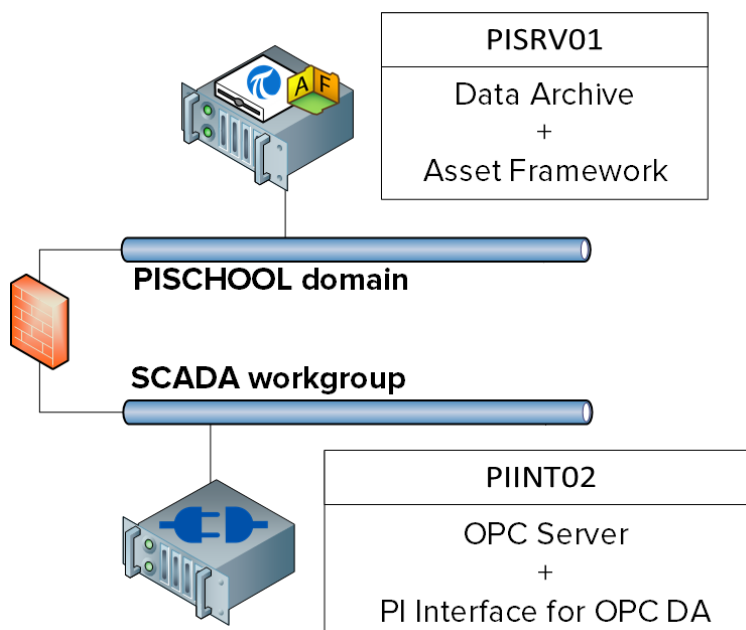 PISRV01
Data Archive
+
Asset Framework
π
A F
PISCHOOL domain
SCADA workgroup
PIINT02
OPC Server
+
PI Interface for OPC DA